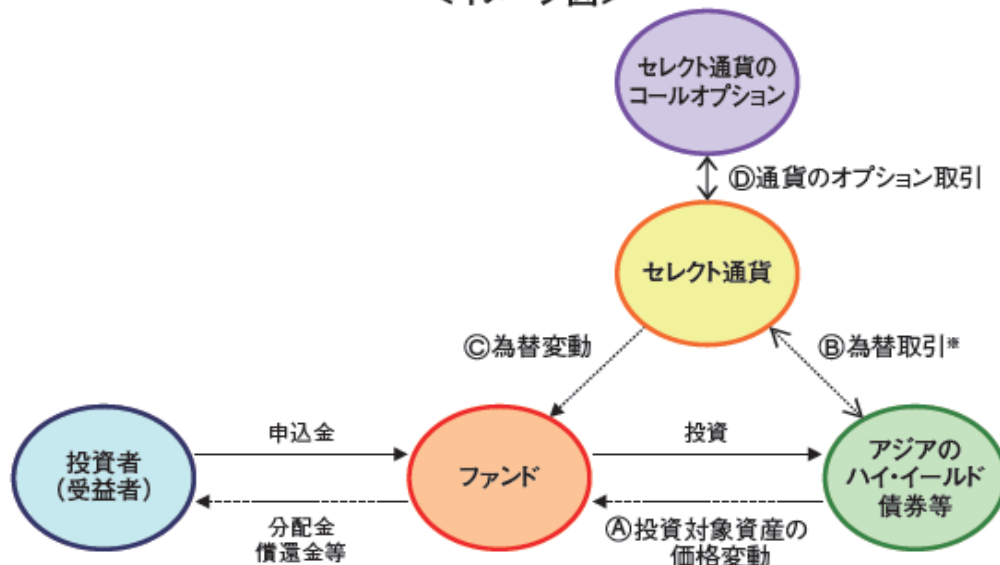 セレクト通貨の
コールオプション
Ⓓ通貨のオプション取引
セレクト通貨
Ⓒ為替変動
Ⓑ為替取引※
申込金
投資
投資者
（受益者）
ファンド
アジアの
ハイ・イールド
債券等
分配金
償還金等
Ⓐ投資対象資産の
価格変動